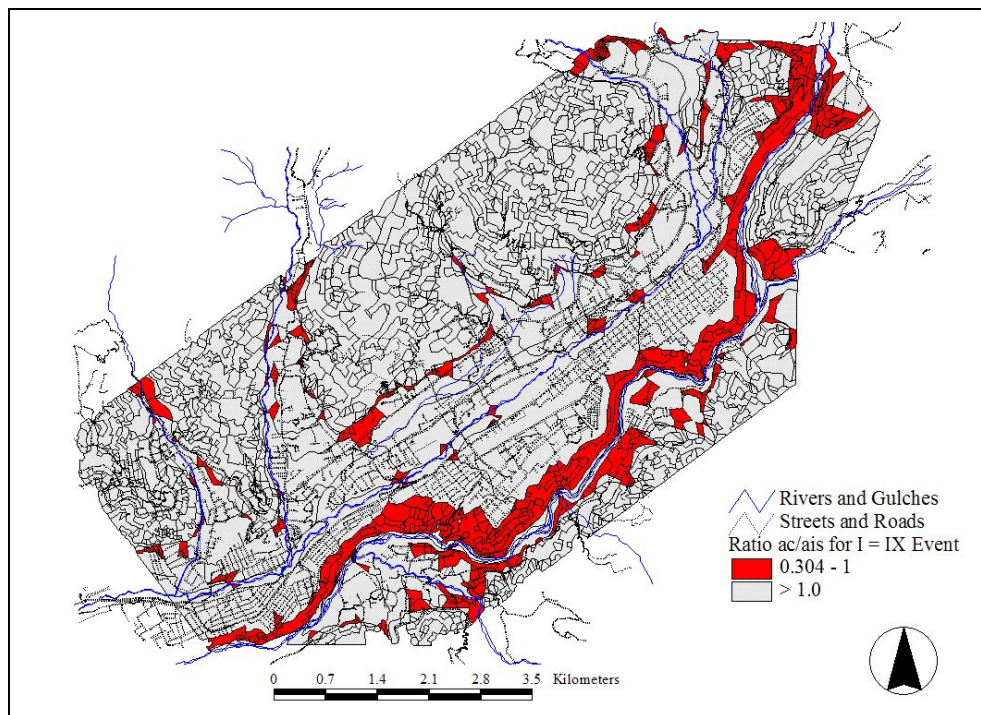 Rivers and Gulches
Streets and Roads
Ratio ac/ais for I = IX Event
0.304 - 1
> 1.0
0 0.7 1.4 2.1 2.8 3.5 Kilometers